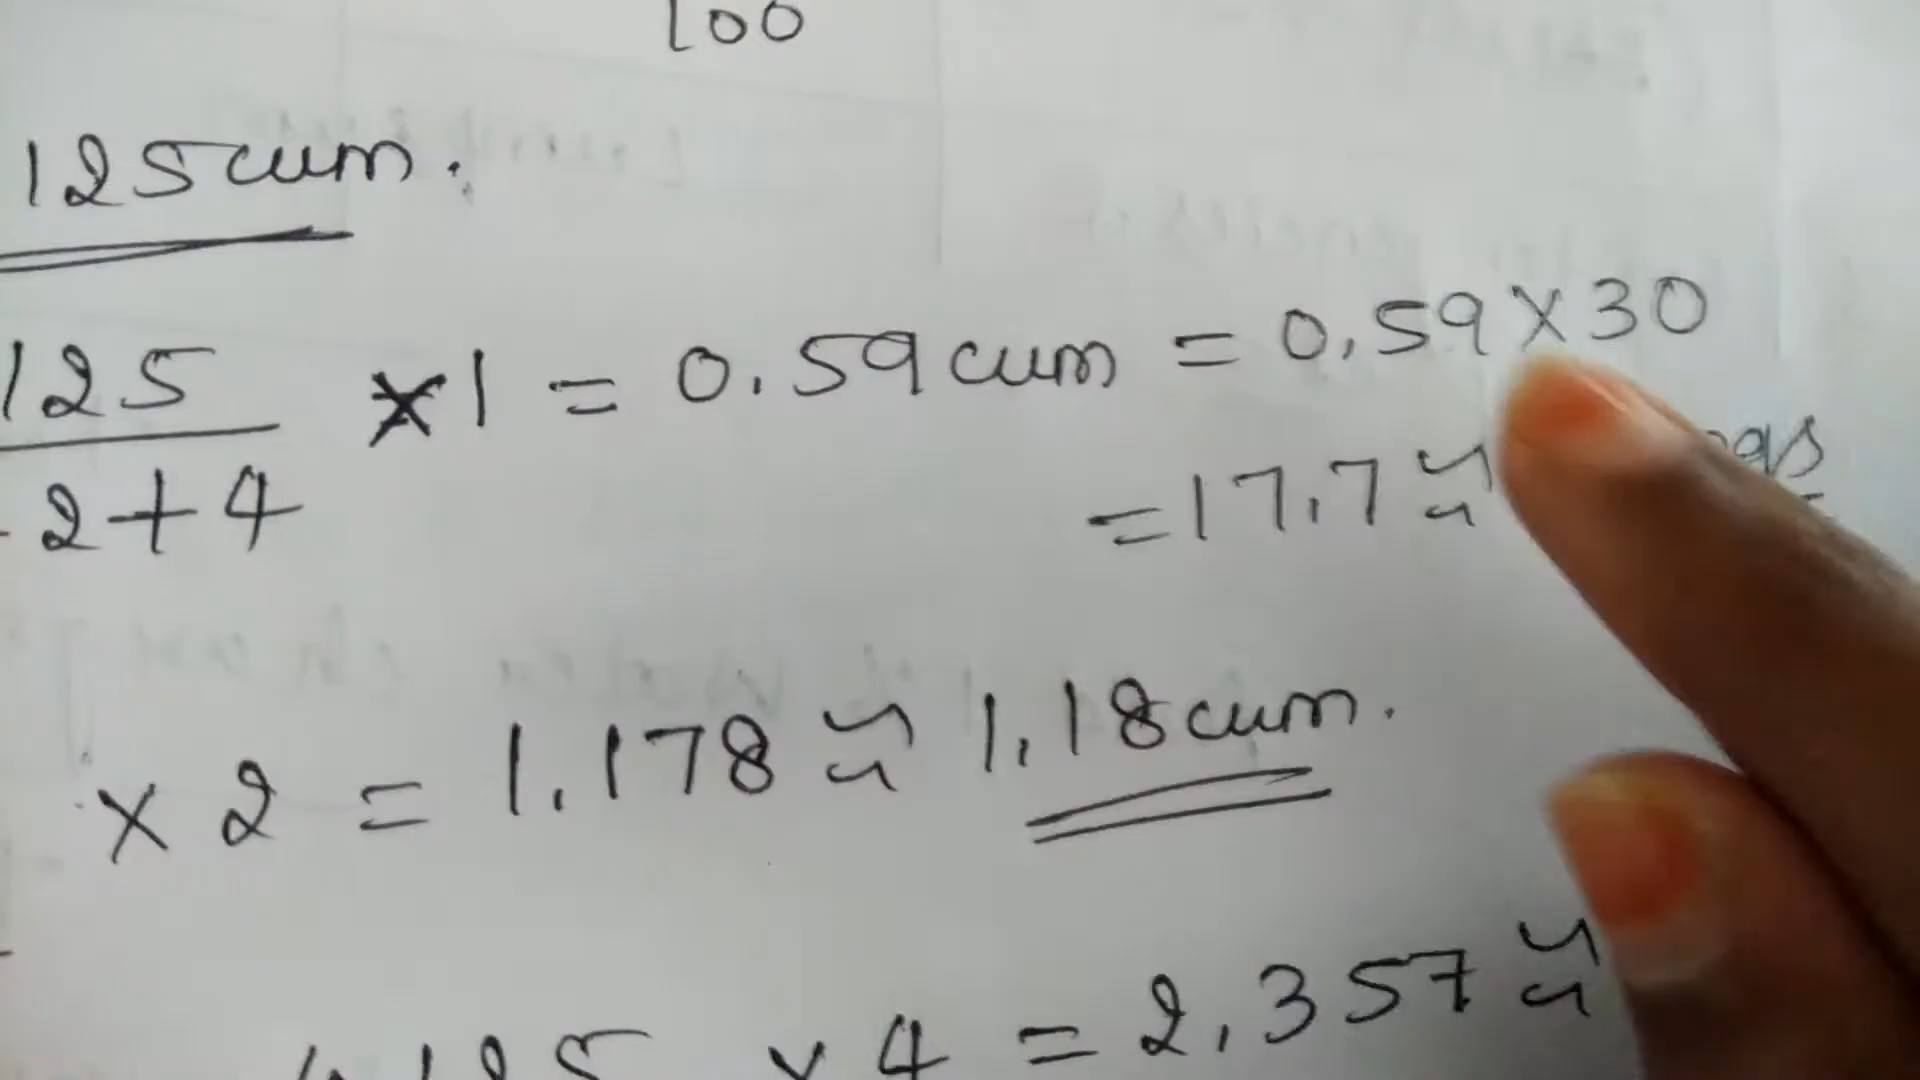 100
125cum.
125 ×1 = 0.59cum = 0.59×30
2+4
=17.7 ≈
×2 = 1.178 ≈ 1.18cum.
×4 = 2.357 ≈